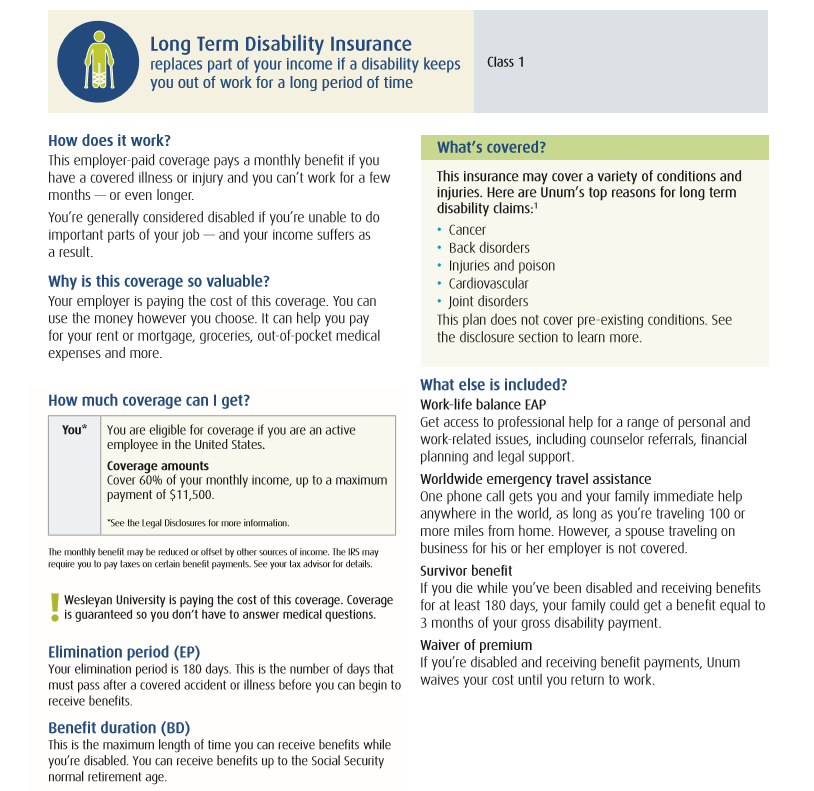 Long Term Disability Insurance
replaces part of your income if a disability keeps
you out of work for a long period of time
Class 1
How does it work?
This employer-paid coverage pays a monthly benefit if you
have a covered illness or injury and you can't work for a few
months — or even longer.
You're generally considered disabled if you're unable to do
important parts of your job — and your income suffers as
a result.
Why is this coverage so valuable?
Your employer is paying the cost of this coverage. You can
use the money however you choose. It can help you pay
for your rent or mortgage, groceries, out-of-pocket medical
expenses and more.
How much coverage can I get?
You*
You are eligible for coverage if you are an active
employee in the United States.
Coverage amounts
Cover 60% of your monthly income, up to a maximum
payment of $11,500.
*See the Legal Disclosures for more information.
The monthly benefit may be reduced or offset by other sources of income. The IRS may
require you to pay taxes on certain benefit payments. See your tax advisor for details.
! Wesleyan University is paying the cost of this coverage. Coverage
is guaranteed so you don't have to answer medical questions.
Elimination period (EP)
Your elimination period is 180 days. This is the number of days that
must pass after a covered accident or illness before you can begin to
receive benefits.
Benefit duration (BD)
This is the maximum length of time you can receive benefits while
you're disabled. You can receive benefits up to the Social Security
normal retirement age.
What's covered?
This insurance may cover a variety of conditions and
injuries. Here are Unum's top reasons for long term
disability claims:¹
• Cancer
• Back disorders
• Injuries and poison
• Cardiovascular
• Joint disorders
This plan does not cover pre-existing conditions. See
the disclosure section to learn more.
What else is included?
Work-life balance EAP
Get access to professional help for a range of personal and
work-related issues, including counselor referrals, financial
planning and legal support.
Worldwide emergency travel assistance
One phone call gets you and your family immediate help
anywhere in the world, as long as you're traveling 100 or
more miles from home. However, a spouse traveling on
business for his or her employer is not covered.
Survivor benefit
If you die while you've been disabled and receiving benefits
for at least 180 days, your family could get a benefit equal to
3 months of your gross disability payment.
Waiver of premium
If you're disabled and receiving benefit payments, Unum
waives your cost until you return to work.